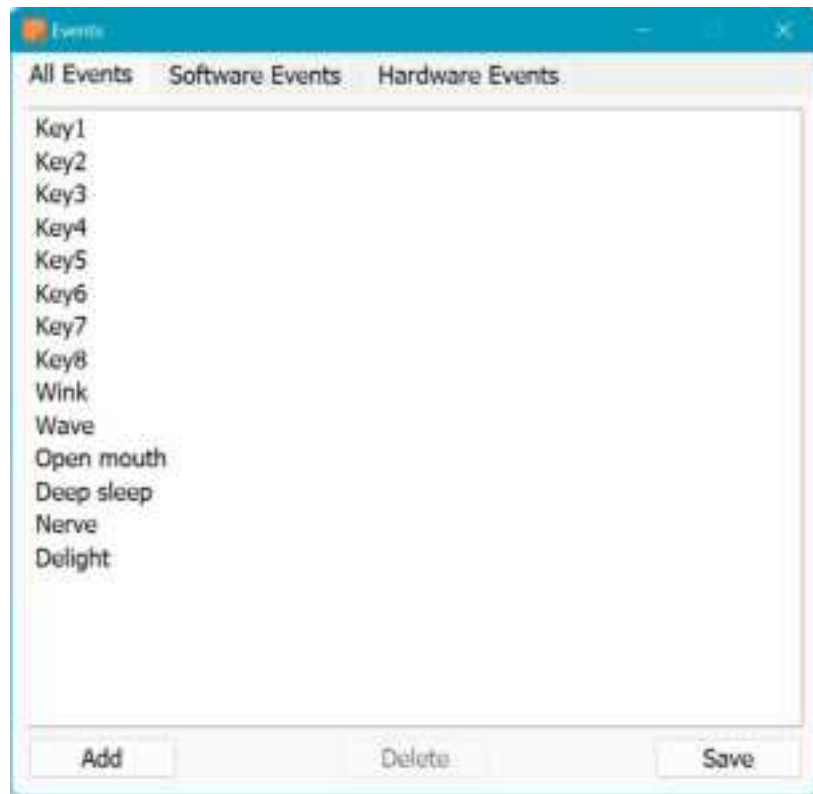 Events
All Events Software Events Hardware Events
Key1
Key2
Key3
Key4
Key5
Key6
Key7
Key8
Wink
Wave
Open mouth
Deep sleep
Nerve
Delight
Add Delete Save